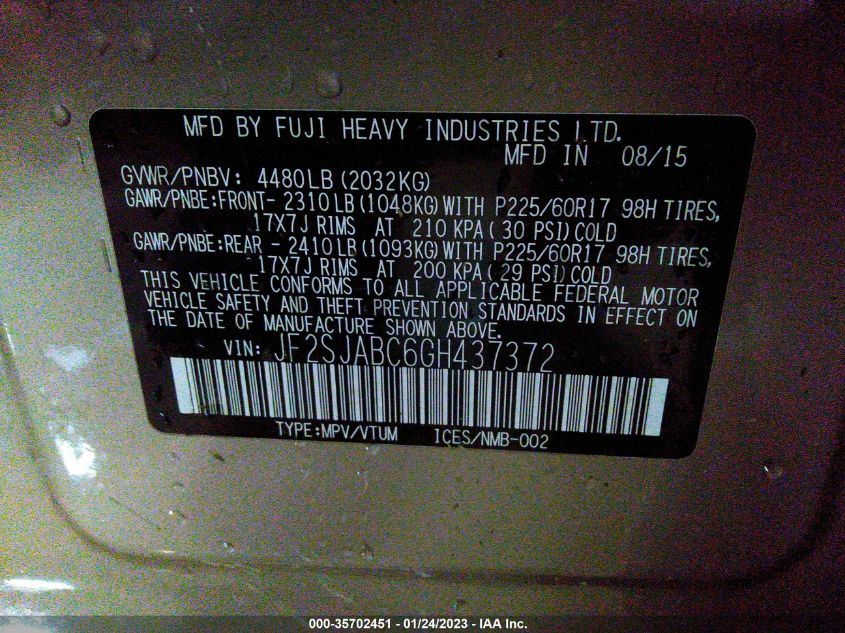 MFD BY FUJI HEAVY INDUSTRIES LTD.
MFD IN 08/15
GVWR/PNBV: 4480LB (2032KG)
GAWR/PNBE:FRONT- 2310LB (1048KG) WITH P225/60R17 98H TIRES,
17X7J RIMS AT 210 KPA ( 30 PSI) COLD
GAWR/PNBE:REAR - 2410LB (1093KG) WITH P225/60R17 98H TIRES,
17X7J RIMS AT 200 KPA ( 29 PSI) COLD
THIS VEHICLE CONFORMS TO ALL APPLICABLE FEDERAL MOTOR
VEHICLE SAFETY AND THEFT PREVENTION STANDARDS IN EFFECT ON
THE DATE OF MANUFACTURE SHOWN ABOVE.
VIN: JF2SJABC6GH437372
TYPE:MPV/VTUM ICES/NMB-002
000-35702451 - 01/24/2023 - IAA Inc.